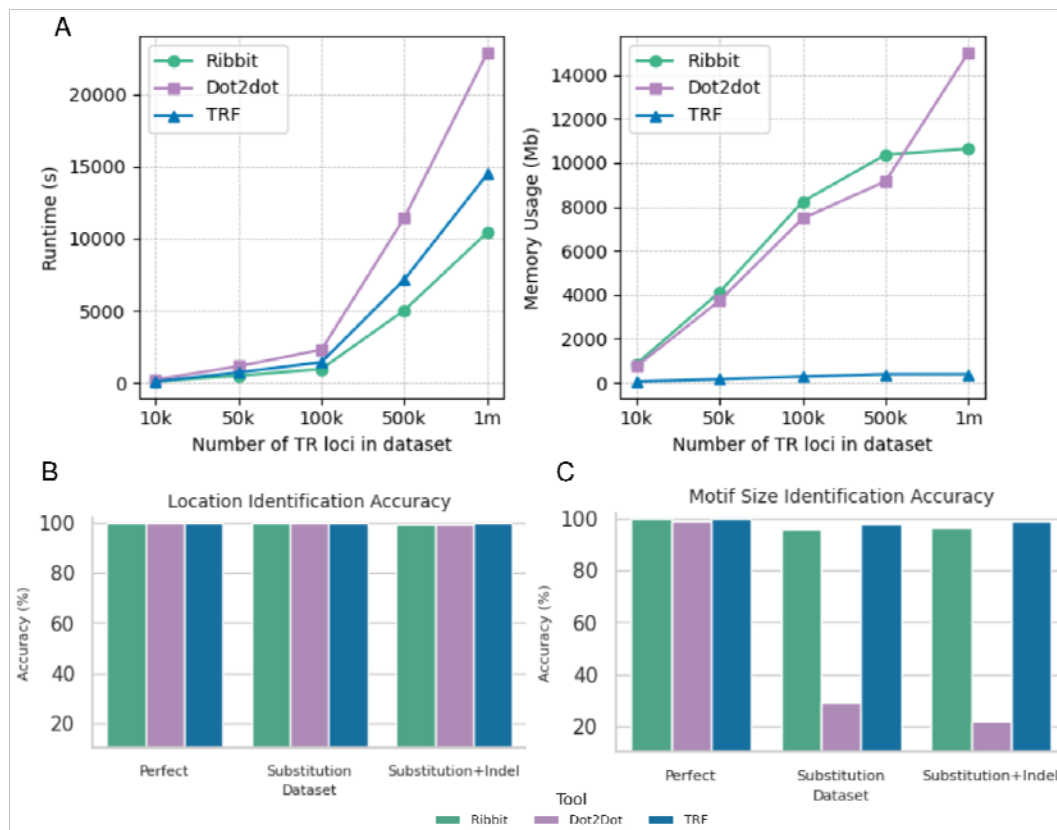 A
Ribbit
Dot2dot
TRF
20000
15000
10000
5000
0
Runtime (s)
10k 50k 100k 500k 1m
Number of TR loci in dataset
Ribbit
Dot2dot
TRF
14000
12000
10000
8000
6000
4000
2000
0
Memory Usage (Mb)
10k 50k 100k 500k 1m
Number of TR loci in dataset
B
Location Identification Accuracy
100
80
60
40
20
Accuracy (%)
Perfect Substitution Substitution+Indel
Dataset
C
Motif Size Identification Accuracy
100
80
60
40
20
Accuracy (%)
Perfect Substitution Substitution+Indel
Dataset
Tool
Ribbit Dot2Dot TRF